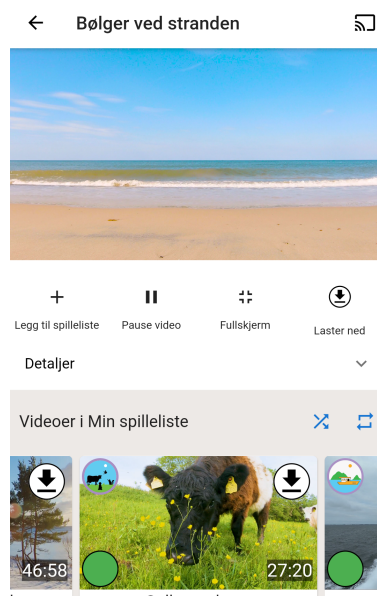 Bølger ved stranden
Legg til spilleliste
Pause video
Fullskjerm
Laster ned
Detaljer
Videoer i Min spilleliste
46:58
27:20